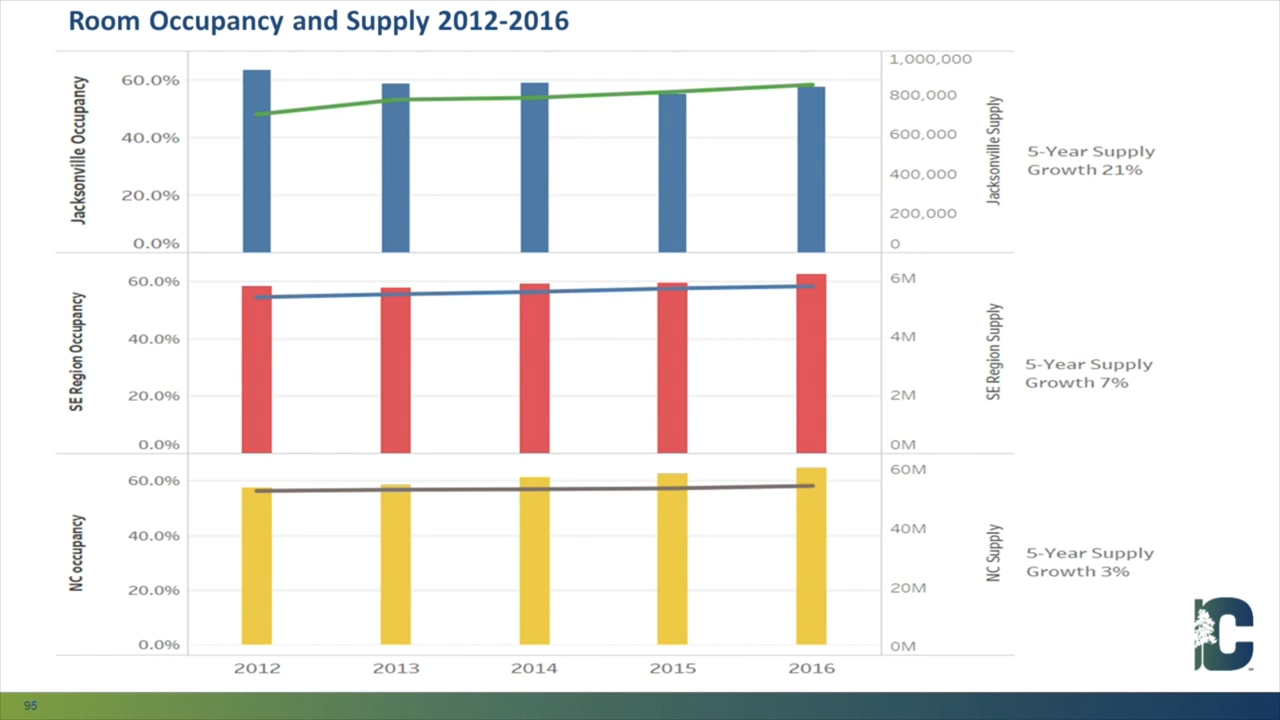 Room Occupancy and Supply 2012-2016
Jacksonville Occupancy
60.0%
40.0%
20.0%
0.0%
1,000,000
800,000
600,000
400,000
200,000
0
Jacksonville Supply
5-Year Supply
Growth 21%
SE Region Occupancy
60.0%
40.0%
20.0%
0.0%
6M
4M
2M
0M
SE Region Supply
5-Year Supply
Growth 7%
NC occupancy
60.0%
40.0%
20.0%
0.0%
60M
40M
20M
0M
NC Supply
5-Year Supply
Growth 3%
2012 2013 2014 2015 2016
NC
95